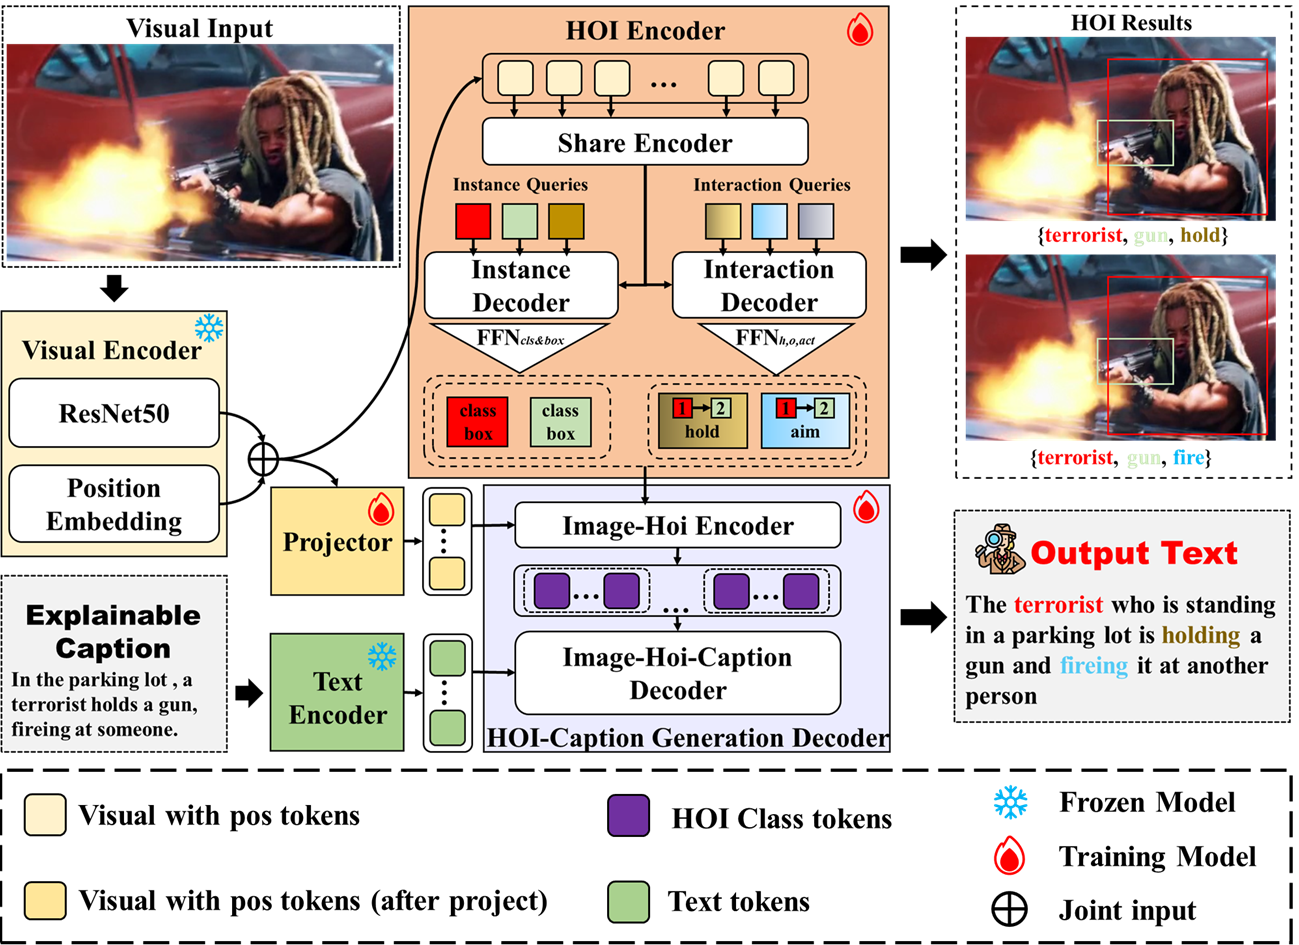 Visual Input
HOI Encoder
Share Encoder
Instance Queries
Interaction Queries
Instance
Decoder
Interaction
Decoder
FFNcls&box
FFNh,o,act
class
box
class
box
1 2
hold
1 2
aim
HOI Results
{terrorist, gun, hold}
{terrorist, gun, fire}
Visual Encoder
ResNet50
Position
Embedding
Projector
Explainable
Caption
In the parking lot , a
terrorist holds a gun,
fireing at someone.
Text
Encoder
Image-Hoi Encoder
Image-Hoi-Caption
Decoder
HOI-Caption Generation Decoder
Output Text
The terrorist who is standing
in a parking lot is holding a
gun and fireing it at another
person
Visual with pos tokens
HOI Class tokens
Frozen Model
Training Model
Visual with pos tokens (after project)
Text tokens
Joint input